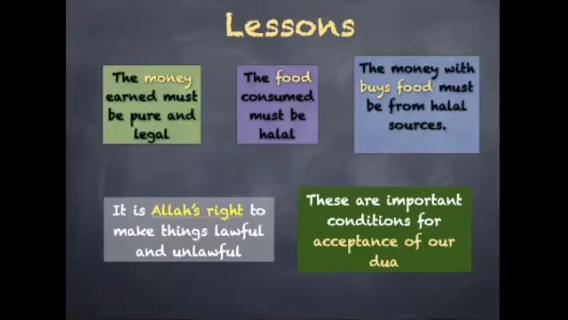 Lessons
The money
earned must
be pure and
legal
The food
consumed
must be
halal
The money with
buys food must
be from halal
sources.
It is Allah's right to
make things lawful
and unlawful
These are important
conditions for
acceptance of our
dua